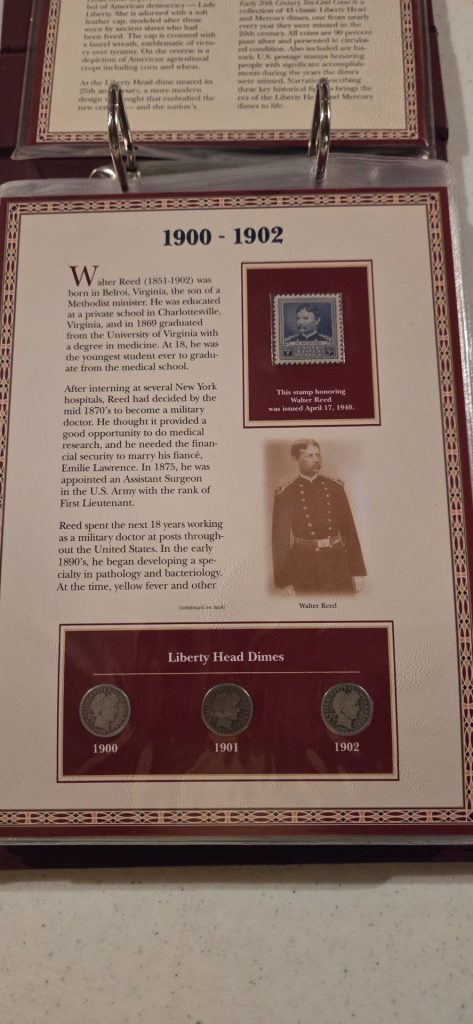 bol of American democracy — Lady
Liberty. She is adorned with a soft
leather cap, modeled after those
worn by ancient slaves who had
been freed. The cap is crowned with
a laurel wreath, emblematic of victo-
ry over tyranny. On the reverse is a
depiction of American agricultural
crops including corn and wheat.
As the Liberty Head dime neared its
25th a
a more modern
design
ught that embodied the
new cen
— and the nation's
Early 20th Century Ten-Cent Coins is a
collection of 45 classic Liberty Head
and Mercury dimes, one from nearly
every year they were minted in the
20th century. All coins are 90 percent
pure silver and presented in circulat-
ed condition. Also included are his-
toric U.S. postage stamps honoring
people with significant accomplish-
ments during the years the dimes
were minted. Narrati
describing
these key historical fig
brings the
era of the Liberty He
d Mercury
dimes to life.
1900 - 1902
Walter Reed (1851-1902) was
born in Belroi, Virginia, the son of a
Methodist minister. He was educated
at a private school in Charlottesville,
Virginia, and in 1869 graduated
from the University of Virginia with
a degree in medicine. At 18, he was
the youngest student ever to gradu-
ate from the medical school.
After interning at several New York
hospitals, Reed had decided by the
mid 1870's to become a military
doctor. He thought it provided a
good opportunity to do medical
research, and he needed the finan-
cial security to marry his fiancé,
Emilie Lawrence. In 1875, he was
appointed an Assistant Surgeon
in the U.S. Army with the rank of
First Lieutenant.
Reed spent the next 18 years working
as a military doctor at posts through-
out the United States. In the early
1890's, he began developing a spe-
cialty in pathology and bacteriology.
At the time, yellow fever and other
(continued on back)
This stamp honoring
Walter Reed
was issued April 17, 1940.
Walter Reed
Liberty Head Dimes
1900
1901
1902